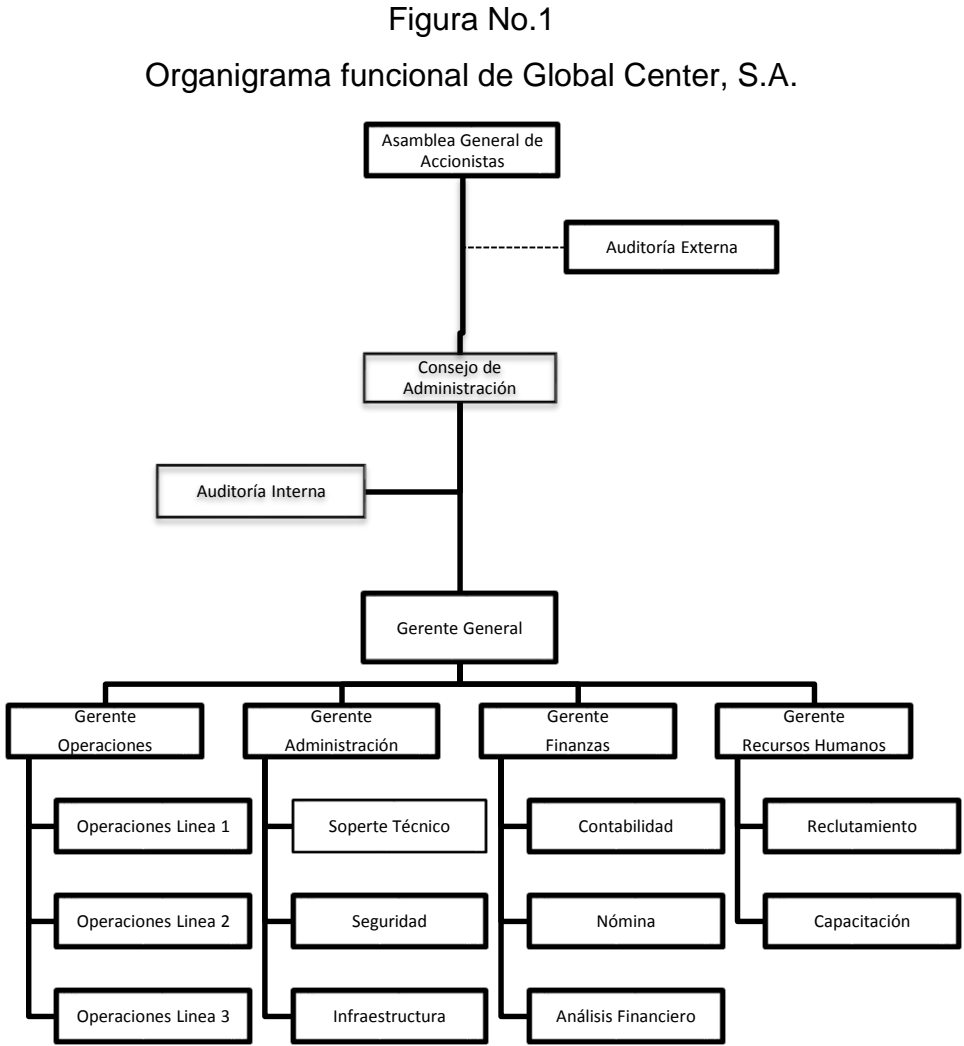 Figura No.1
Organigrama funcional de Global Center, S.A.
Asamblea General de
Accionistas
Auditoría Externa
Consejo de
Administración
Auditoría Interna
Gerente General
Gerente
Operaciones
Gerente
Administración
Gerente
Finanzas
Gerente
Recursos Humanos
Operaciones Linea 1
Soperte Técnico
Contabilidad
Reclutamiento
Operaciones Linea 2
Seguridad
Nómina
Capacitación
Operaciones Linea 3
Infraestructura
Análisis Financiero